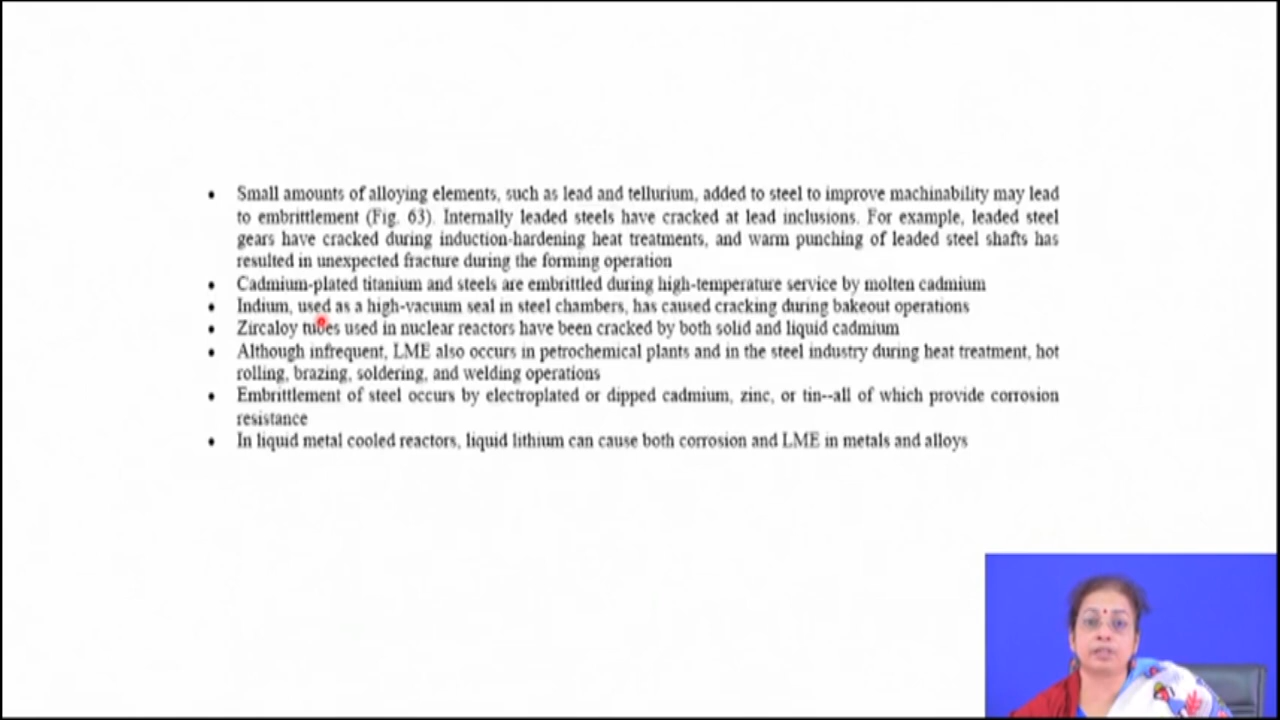 • Small amounts of alloying elements, such as lead and tellurium, added to steel to improve machinability may lead
to embrittlement (Fig. 63). Internally leaded steels have cracked at lead inclusions. For example, leaded steel
gears have cracked during induction-hardening heat treatments, and warm punching of leaded steel shafts has
resulted in unexpected fracture during the forming operation
• Cadmium-plated titanium and steels are embrittled during high-temperature service by molten cadmium
• Indium, used as a high-vacuum seal in steel chambers, has caused cracking during bakeout operations
• Zircaloy tubes used in nuclear reactors have been cracked by both solid and liquid cadmium
• Although infrequent, LME also occurs in petrochemical plants and in the steel industry during heat treatment, hot
rolling, brazing, soldering, and welding operations
• Embrittlement of steel occurs by electroplated or dipped cadmium, zinc, or tin--all of which provide corrosion
resistance
• In liquid metal cooled reactors, liquid lithium can cause both corrosion and LME in metals and alloys